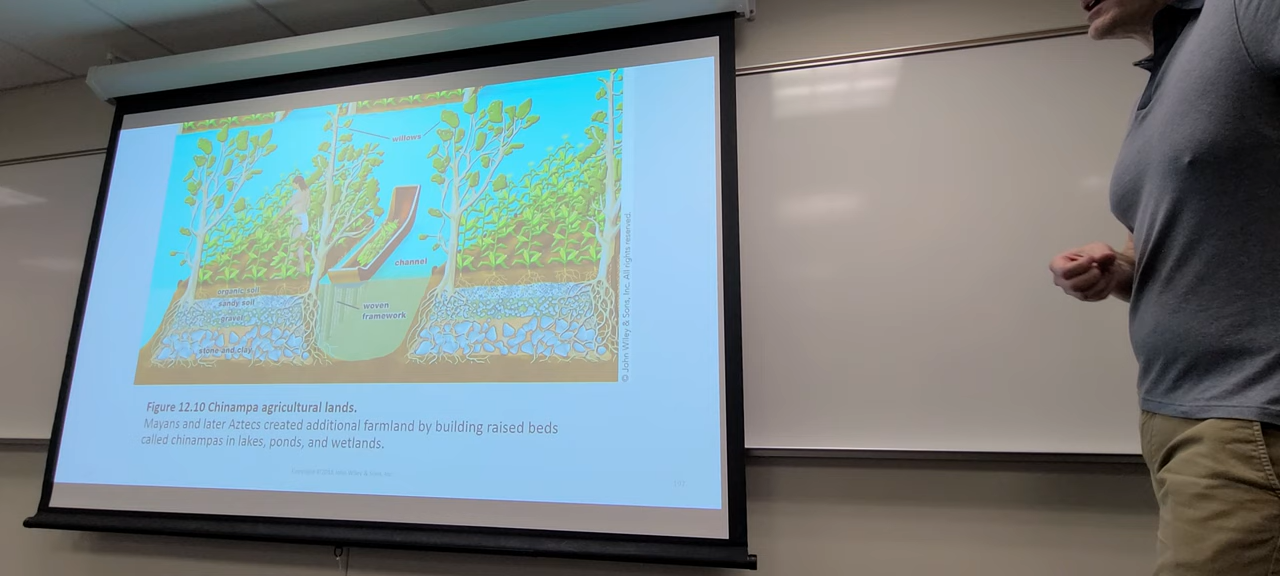 willows
channel
organic soil
sandy soil
gravel
woven
framework
stone and clay
© John Wiley & Sons, Inc. All rights reserved.
Figure 12.10 Chinampa agricultural lands.
Mayans and later Aztecs created additional farmland by building raised beds
called chinampas in lakes, ponds, and wetlands.